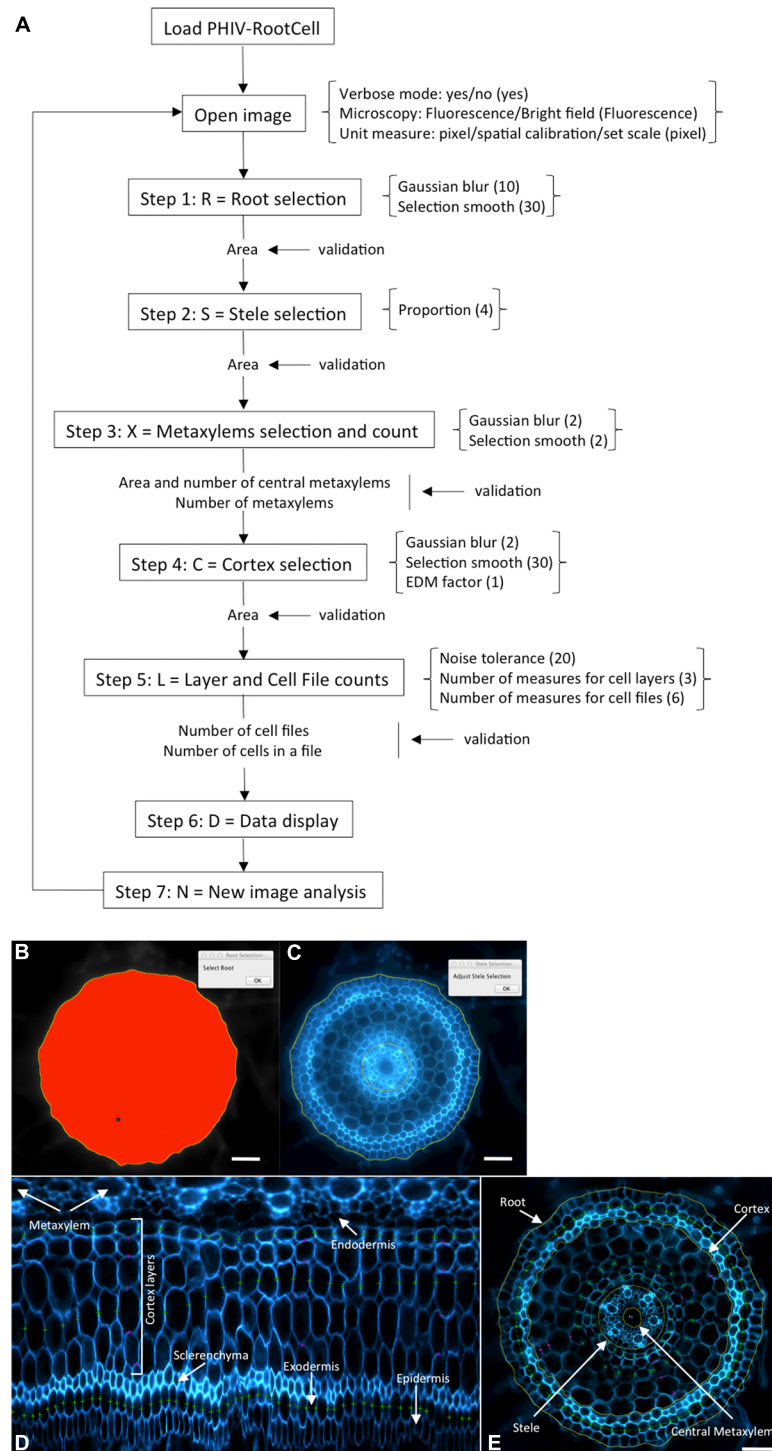 A
Load PHIV-RootCell
Open image
Verbose mode: yes/no (yes)
Microscopy: Fluorescence/Bright field (Fluorescence)
Unit measure: pixel/spatial calibration/set scale (pixel)
Step 1: R = Root selection
Gaussian blur (10)
Selection smooth (30)
Area
validation
Step 2: S = Stele selection
Proportion (4)
Area
validation
Step 3: X = Metaxylems selection and count
Gaussian blur (2)
Selection smooth (2)
Area and number of central metaxylems
Number of metaxylems
validation
Step 4: C = Cortex selection
Gaussian blur (2)
Selection smooth (30)
EDM factor (1)
Area
validation
Step 5: L = Layer and Cell File counts
Noise tolerance (20)
Number of measures for cell layers (3)
Number of measures for cell files (6)
Number of cell files
Number of cells in a file
validation
Step 6: D = Data display
Step 7: N = New image analysis
B
Root Selection
Select Root
OK
C
Stele Selection
Adjust Stele Selection
OK
Metaxylem
Endodermis
Cortex layers
Sclerenchyma
Exodermis
Epidermis
D
Root
Cortex
Stele
Central Metaxylem
E